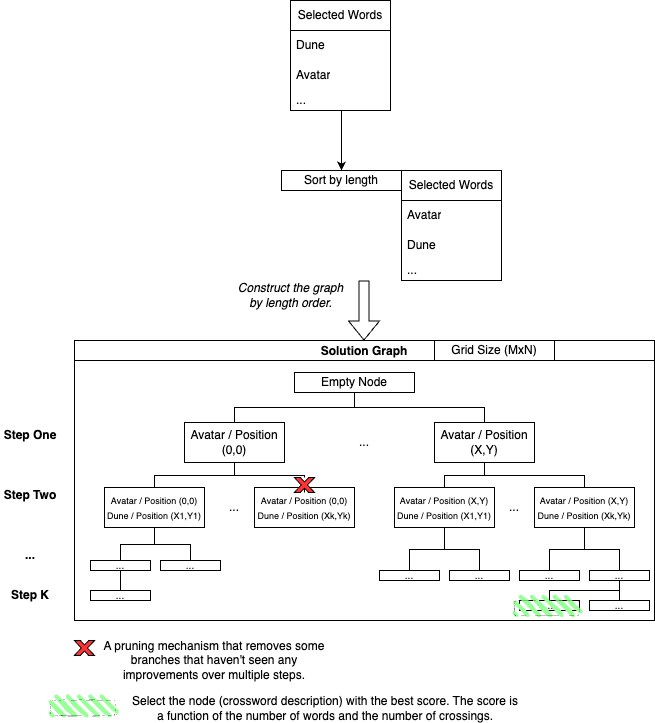 Selected Words
Dune
Avatar
...
Sort by length
Selected Words
Avatar
Dune
...
Construct the graph
by length order.
Solution Graph
Grid Size (MxN)
Empty Node
Step One
Avatar / Position
(0,0)
...
Avatar / Position
(X,Y)
Step Two
Avatar / Position (0,0)
Dune / Position (X1,Y1)
...
Avatar / Position (0,0)
Dune / Position (Xk,Yk)
Avatar / Position (X,Y)
Dune / Position (X1,Y1)
...
Avatar / Position (X,Y)
Dune / Position (Xk,Yk)
...
...
...
...
...
...
...
Step K
...
...
...
A pruning mechanism that removes some
branches that haven't seen any
improvements over multiple steps.
Select the node (crossword description) with the best score. The score is
a function of the number of words and the number of crossings.